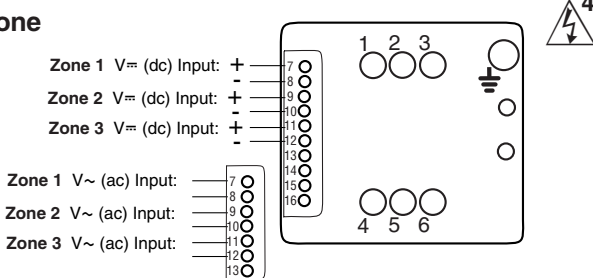 one
4
Zone 1 V⎓ (dc) Input: +
-
Zone 2 V⎓ (dc) Input: +
-
Zone 3 V⎓ (dc) Input: +
-
7
8
9
10
11
12
13
14
15
16
1 2 3
4 5 6
Zone 1 V~ (ac) Input:
Zone 2 V~ (ac) Input:
Zone 3 V~ (ac) Input:
7
8
9
10
11
12
13